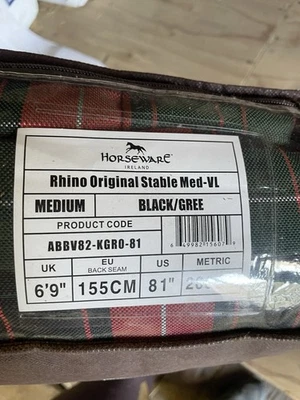 HORSEWARE®
IRELAND
Rhino Original Stable Med-VL
MEDIUM BLACK/GREE
PRODUCT CODE
ABBV82-KGR0-81
UK EU BACK SEAM US METRIC
6'9" 155CM 81"